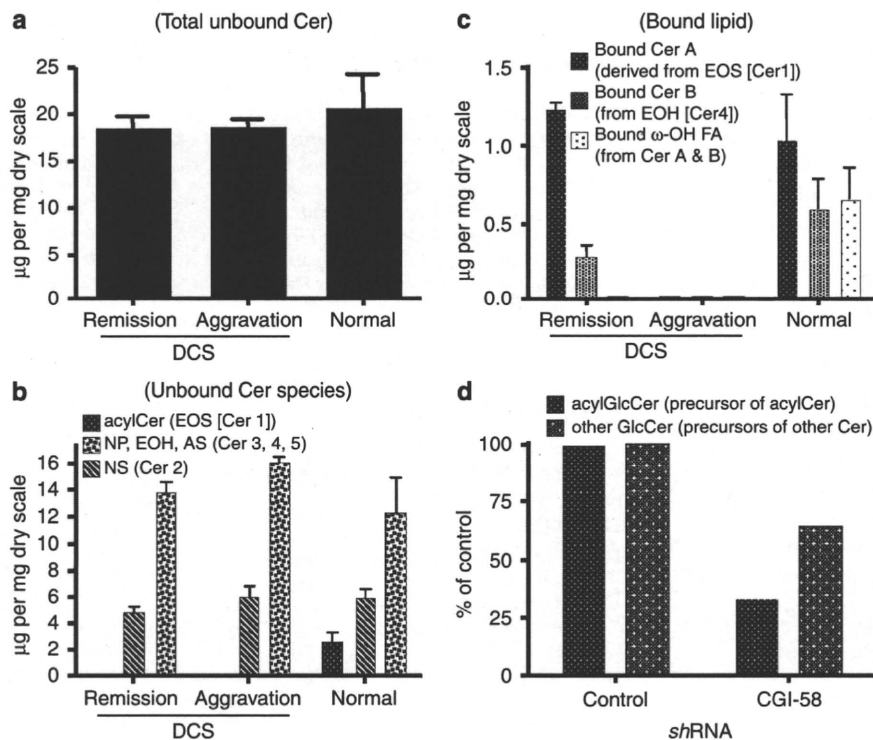 a
(Total unbound Cer)
µg per mg dry scale
25
20
15
10
5
0
Remission Aggravation Normal
DCS
b
(Unbound Cer species)
acylCer (EOS [Cer 1])
NP, EOH, AS (Cer 3, 4, 5)
NS (Cer 2)
µg per mg dry scale
16
14
12
10
8
6
4
2
0
Remission Aggravation Normal
DCS
c
(Bound lipid)
Bound Cer A
(derived from EOS [Cer1])
Bound Cer B
(from EOH [Cer4])
Bound ω-OH FA
(from Cer A & B)
µg per mg dry scale
1.5
1.0
0.5
0.0
Remission Aggravation Normal
DCS
d
acylGlcCer (precursor of acylCer)
other GlcCer (precursors of other Cer)
% of control
100
75
50
25
0
Control CGI-58
shRNA